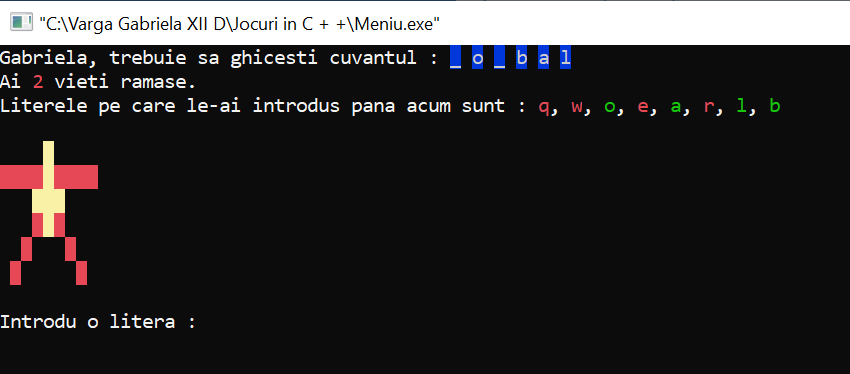 "C:\Varga Gabriela XII D\Jocuri in C + +\Meniu.exe"
Gabriela, trebuie sa ghicesti cuvantul : _ o _ b a l
Ai 2 vieti ramase.
Literele pe care le-ai introdus pana acum sunt : q, w, o, e, a, r, l, b
Introdu o litera :